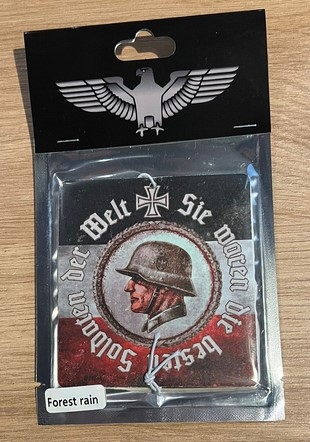 Sie waren die besten Soldaten der Welt
Forest rain